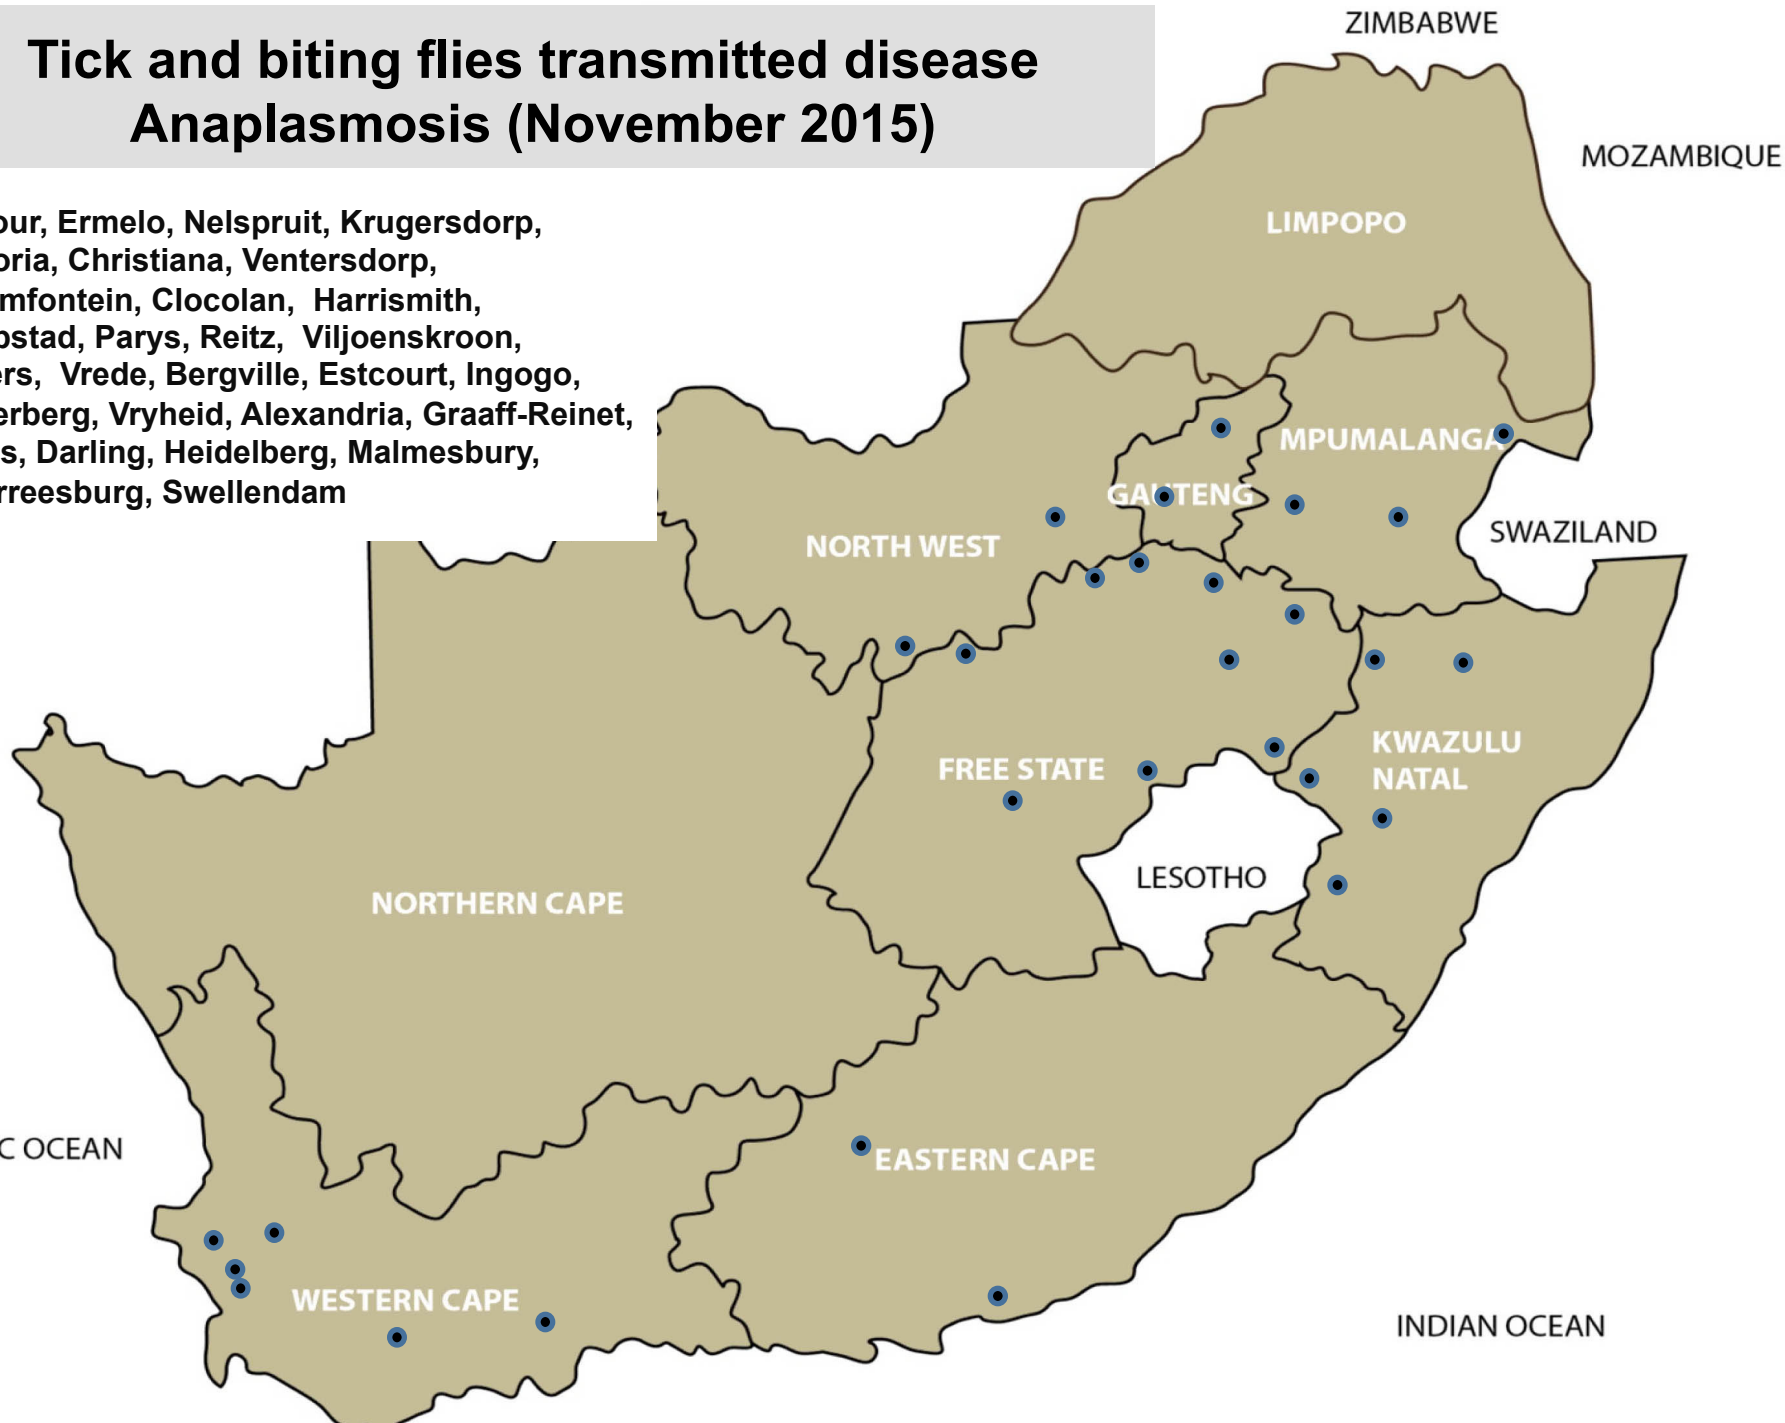 Tick and biting flies transmitted disease
Anaplasmosis (November 2015)
our, Ermelo, Nelspruit, Krugersdorp,
oria, Christiana, Ventersdorp,
mfontein, Clocolan, Harrismith,
pstad, Parys, Reitz, Viljoenskroon,
ers, Vrede, Bergville, Estcourt, Ingogo,
erberg, Vryheid, Alexandria, Graaff-Reinet,
s, Darling, Heidelberg, Malmesbury,
rreesburg, Swellendam
ZIMBABWE
MOZAMBIQUE
LIMPOPO
MPUMALANGA
GAUTENG
SWAZILAND
NORTH WEST
KWAZULU
NATAL
FREE STATE
LESOTHO
NORTHERN CAPE
C OCEAN
EASTERN CAPE
WESTERN CAPE
INDIAN OCEAN